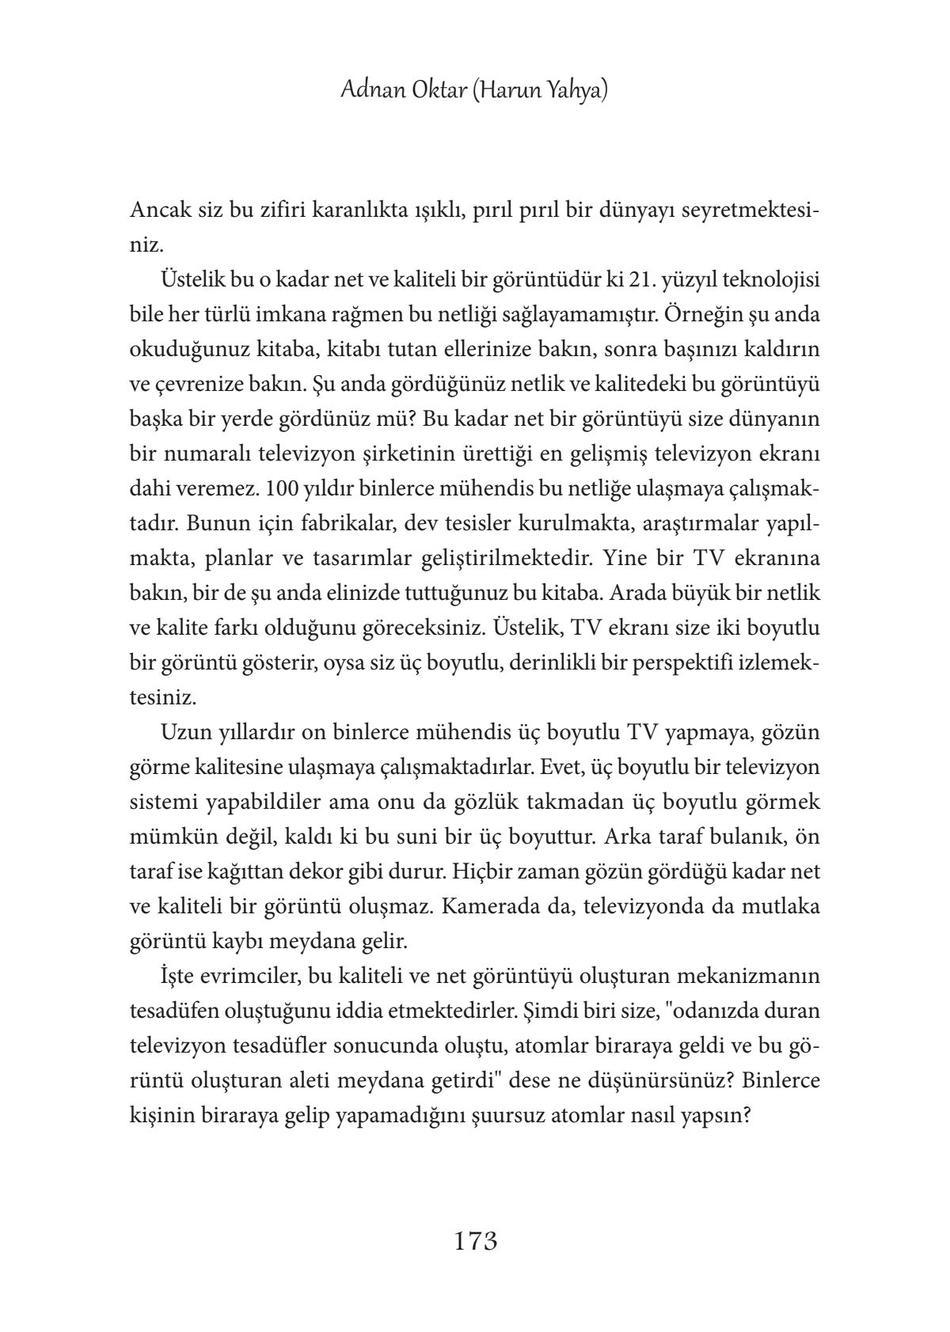 Adnan Oktar (Harun Yahya)
Ancak siz bu zifiri karanlıkta ışıklı, pırıl pırıl bir dünyayı seyretmektesi-
niz.
Üstelik bu o kadar net ve kaliteli bir görüntüdür ki 21. yüzyıl teknolojisi
bile her türlü imkana rağmen bu netliği sağlayamamıştır. Örneğin şu anda
okuduğunuz kitaba, kitabı tutan ellerinize bakın, sonra başınızı kaldırın
ve çevrenize bakın. Şu anda gördüğünüz netlik ve kalitedeki bu görüntüyü
başka bir yerde gördünüz mü? Bu kadar net bir görüntüyü size dünyanın
bir numaralı televizyon şirketinin ürettiği en gelişmiş televizyon ekranı
dahi veremez. 100 yıldır binlerce mühendis bu netliğe ulaşmaya çalışmak-
tadır. Bunun için fabrikalar, dev tesisler kurulmakta, araştırmalar yapıl-
makta, planlar ve tasarımlar geliştirilmektedir. Yine bir TV ekranına
bakın, bir de şu anda elinizde tuttuğunuz bu kitaba. Arada büyük bir netlik
ve kalite farkı olduğunu göreceksiniz. Üstelik, TV ekranı size iki boyutlu
bir görüntü gösterir, oysa siz üç boyutlu, derinlikli bir perspektifi izlemek-
tesiniz.
Uzun yıllardır on binlerce mühendis üç boyutlu TV yapmaya, gözün
görme kalitesine ulaşmaya çalışmaktadırlar. Evet, üç boyutlu bir televizyon
sistemi yapabildiler ama onu da gözlük takmadan üç boyutlu görmek
mümkün değil, kaldı ki bu suni bir üç boyuttur. Arka taraf bulanık, ön
taraf ise kağıttan dekor gibi durur. Hiçbir zaman gözün gördüğü kadar net
ve kaliteli bir görüntü oluşmaz. Kamerada da, televizyonda da mutlaka
görüntü kaybı meydana gelir.
İşte evrimciler, bu kaliteli ve net görüntüyü oluşturan mekanizmanın
tesadüfen oluştuğunu iddia etmektedirler. Şimdi biri size, "odanızda duran
televizyon tesadüfler sonucunda oluştu, atomlar biraraya geldi ve bu gö-
rüntü oluşturan aleti meydana getirdi" dese ne düşünürsünüz? Binlerce
kişinin biraraya gelip yapamadığını şuursuz atomlar nasıl yapsın?
173